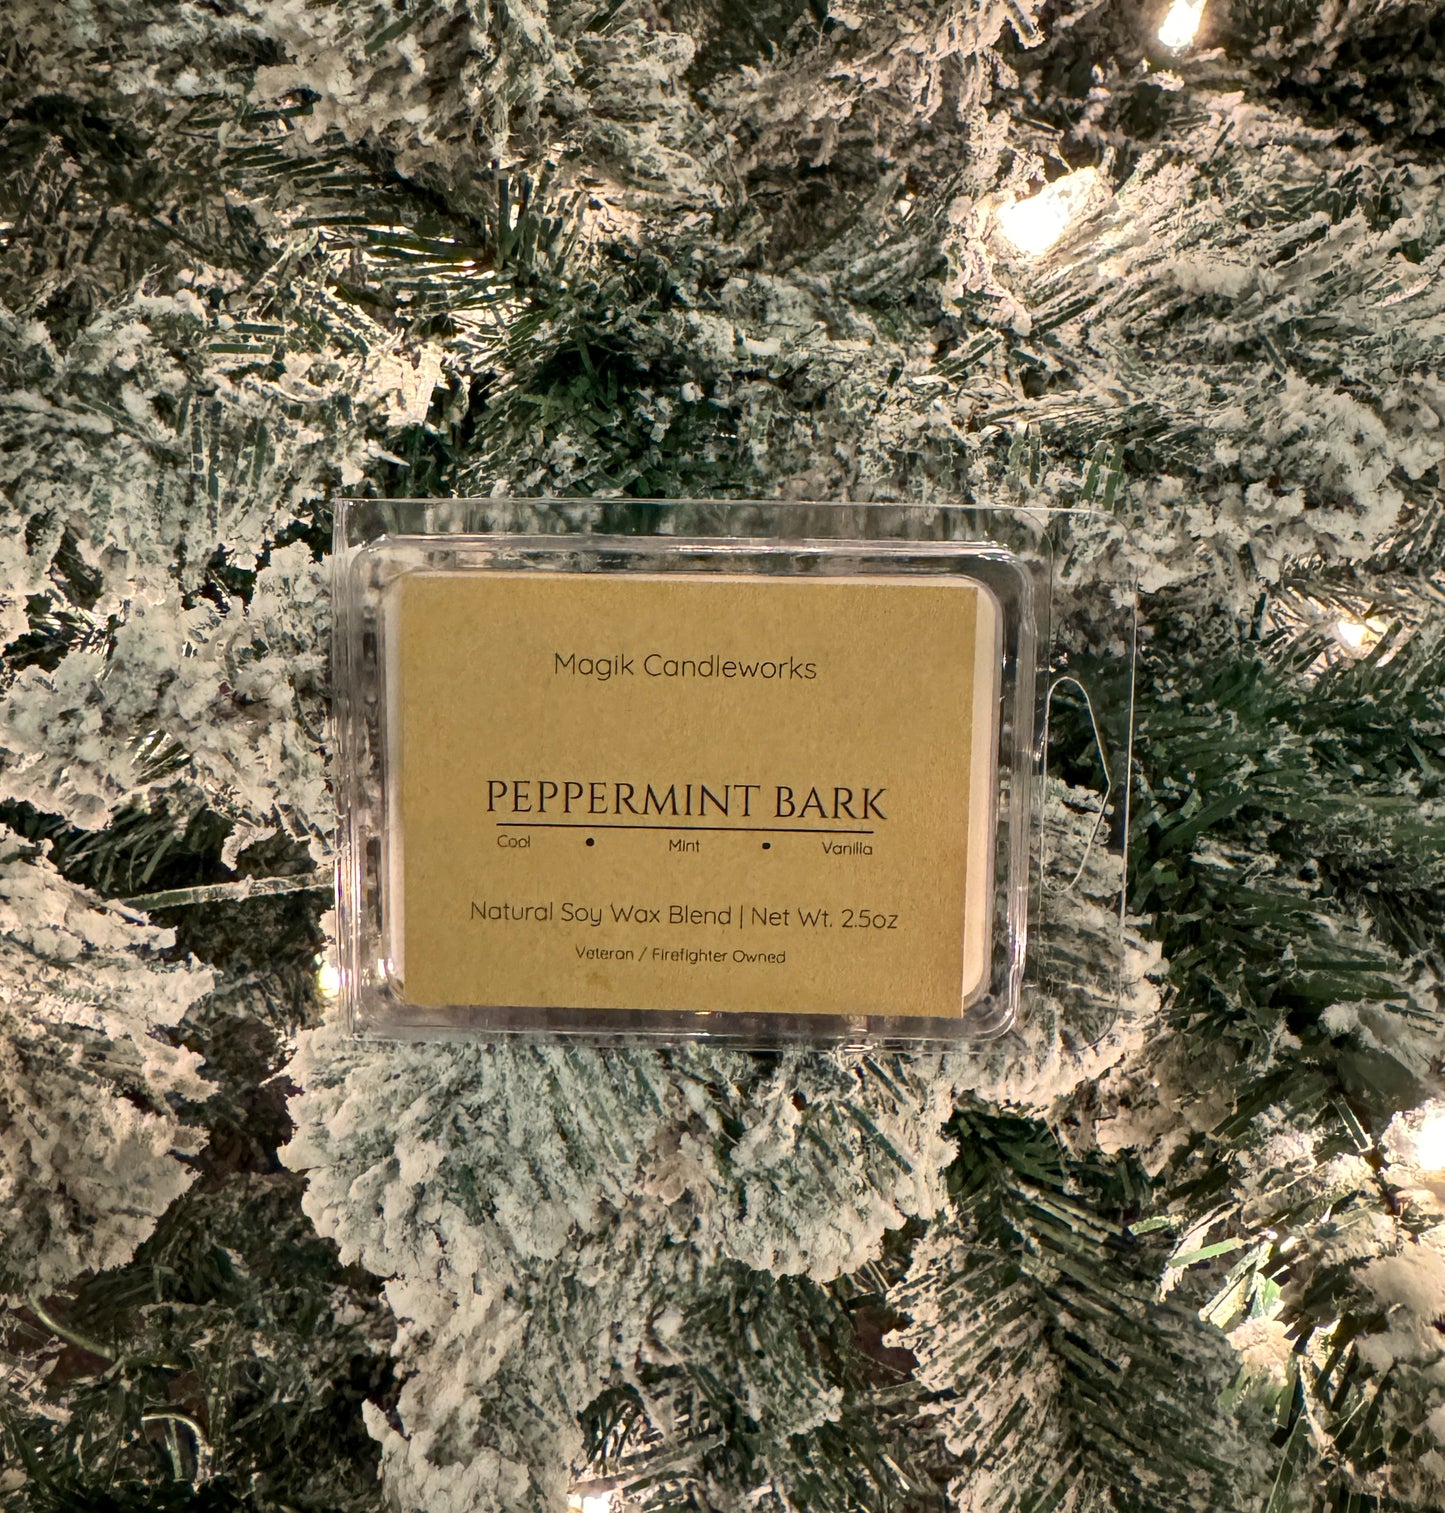 Magik Candleworks
PEPPERMINT BARK
Cool • Mint • Vanilla
Natural Soy Wax Blend | Net Wt. 2.5oz
Veteran / Firefighter Owned